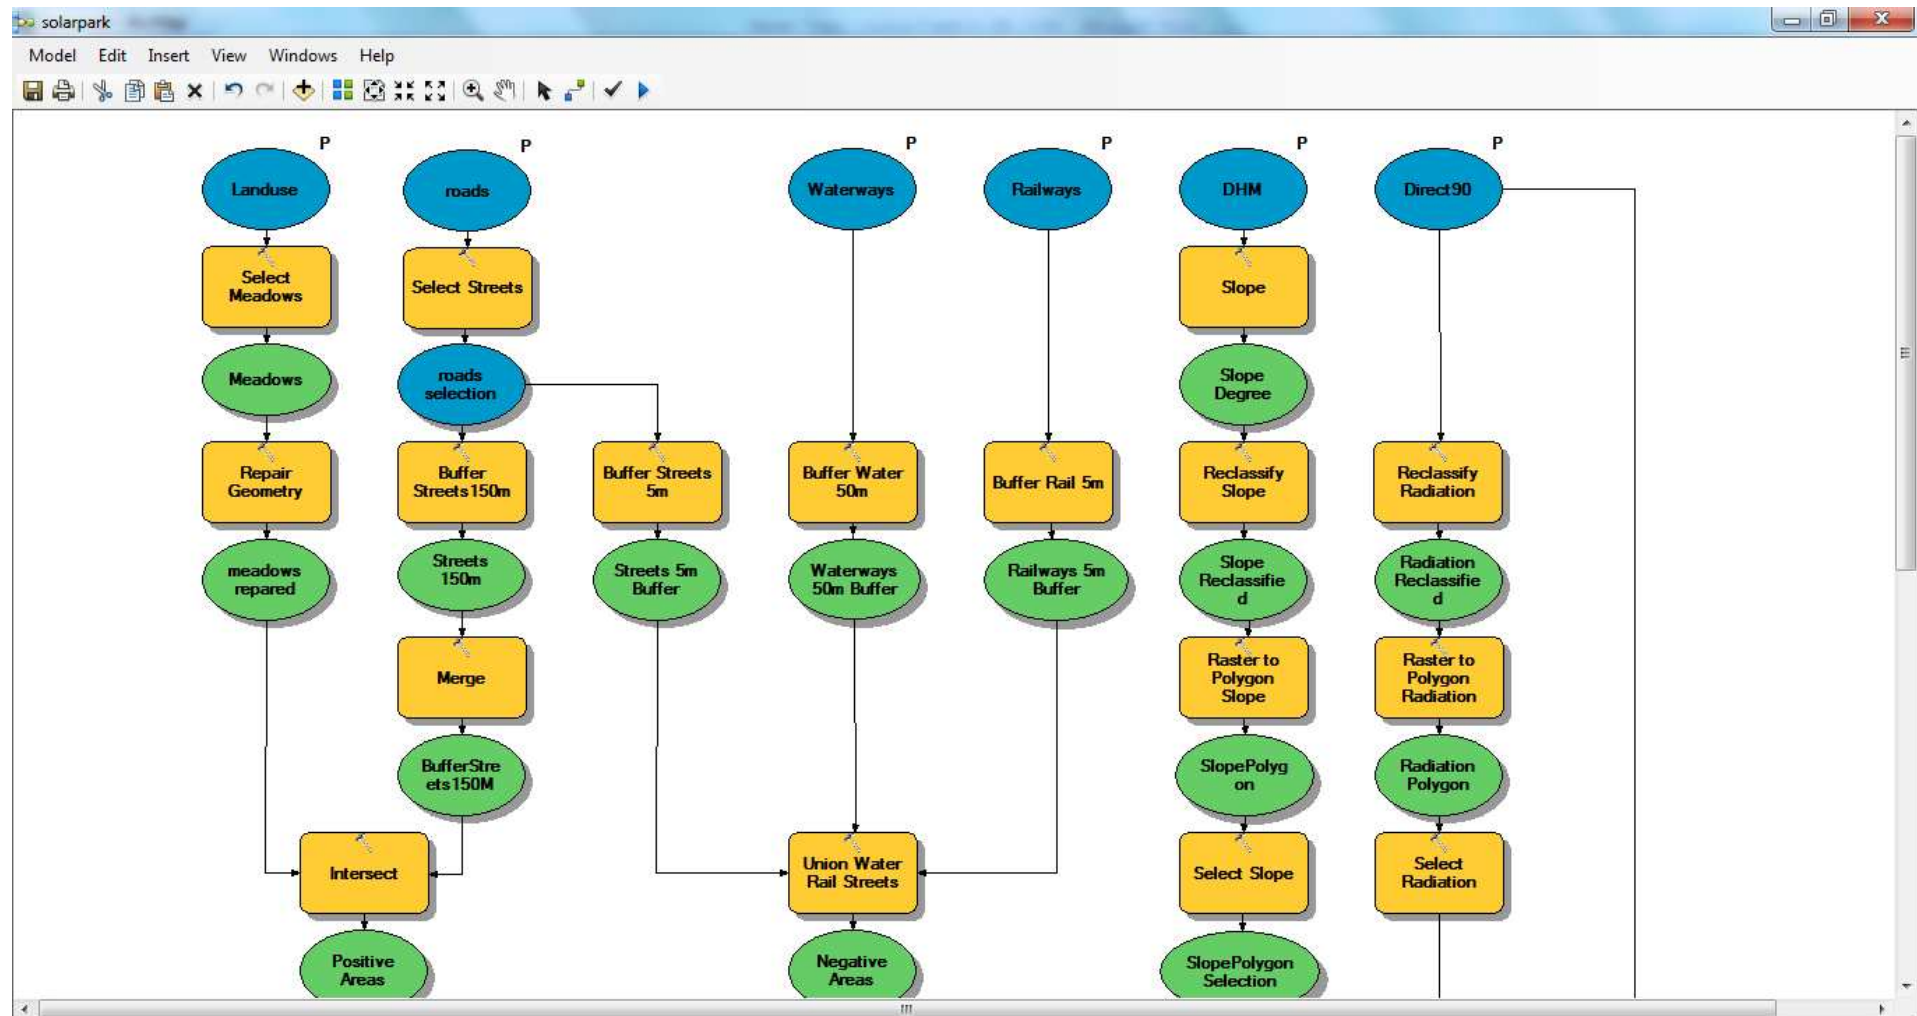 solarpark
Model Edit Insert View Windows Help
P P P P P P
Landuse
roads
Waterways
Railways
DHM
Direct90
Select
Meadows
Select Streets
Slope
Meadows
roads
selection
Slope
Degree
Repair
Geometry
Buffer
Streets150m
Buffer Streets
5m
Buffer Water
50m
Buffer Rail 5m
Reclassify
Slope
Reclassify
Radiation
meadows
repared
Streets
150m
Streets 5m
Buffer
Waterways
50m Buffer
Railways 5m
Buffer
Slope
Reclassifie
d
Radiation
Reclassifie
d
Merge
Raster to
Polygon
Slope
Raster to
Polygon
Radiation
BufferStre
ets150M
SlopePolyg
on
Radiation
Polygon
Intersect
Union Water
Rail Streets
Select Slope
Select
Radiation
Positive
Areas
Negative
Areas
SlopePolygon
Selection